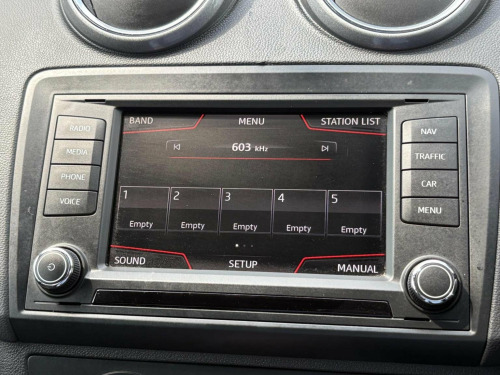 BAND MENU STATION LIST
603 kHz
1 2 3 4 5
Empty Empty Empty Empty Empty
SOUND SETUP MANUAL
RADIO
MEDIA
PHONE
VOICE
NAV
TRAFFIC
CAR
MENU